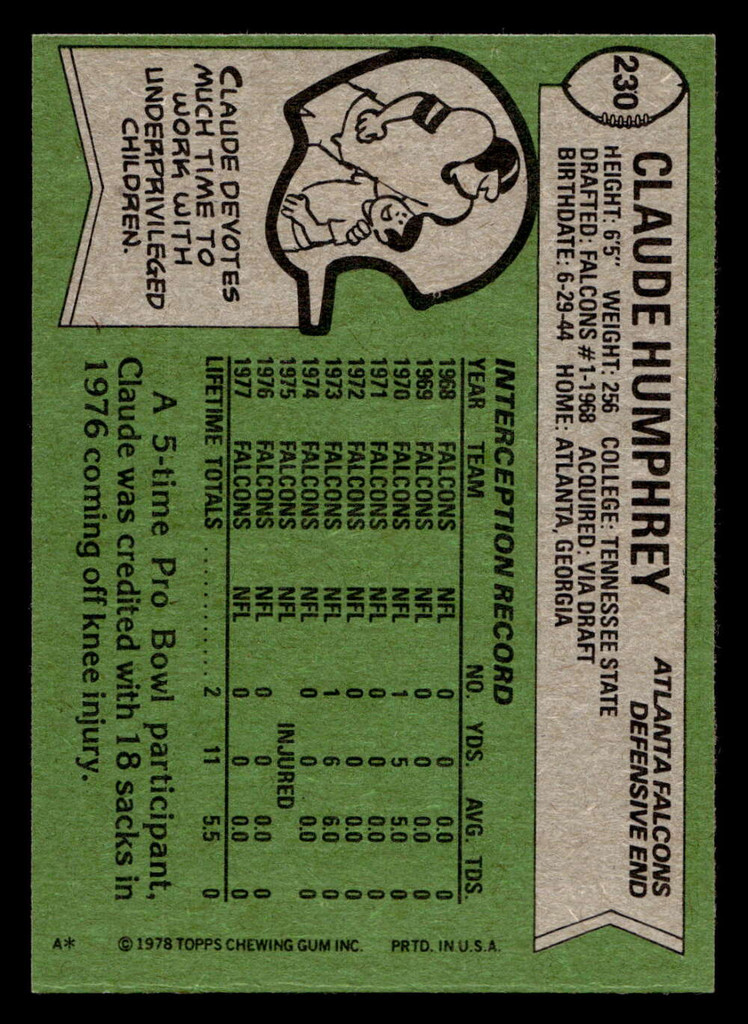 230
CLAUDE HUMPHREY
ATLANTA FALCONS
DEFENSIVE END
HEIGHT: 6'5" WEIGHT: 256 COLLEGE: TENNESSEE STATE
DRAFTED: FALCONS #1-1968 ACQUIRED: VIA DRAFT
BIRTHDATE: 6-29-44 HOME: ATLANTA, GEORGIA
CLAUDE DEVOTES
MUCH TIME TO
WORK WITH
UNDERPRIVILEGED
CHILDREN.
INTERCEPTION RECORD
YEAR TEAM NO. YDS. AVG. TDS.
1968 FALCONS NFL 0 0 0.0 0
1969 FALCONS NFL 0 0 0.0 0
1970 FALCONS NFL 1 5 5.0 0
1971 FALCONS NFL 0 0 0.0 0
1972 FALCONS NFL 0 0 0.0 0
1973 FALCONS NFL 1 6 6.0 0
1974 FALCONS NFL 0 0 0.0 0
1975 FALCONS NFL INJURED
1976 FALCONS NFL 0 0 0.0 0
1977 FALCONS NFL 0 0 0.0 0
LIFETIME TOTALS .......... 2 11 5.5 0
A 5-time Pro Bowl participant,
Claude was credited with 18 sacks in
1976 coming off knee injury.
A* © 1978 TOPPS CHEWING GUM INC. PRTD. IN U.S.A.